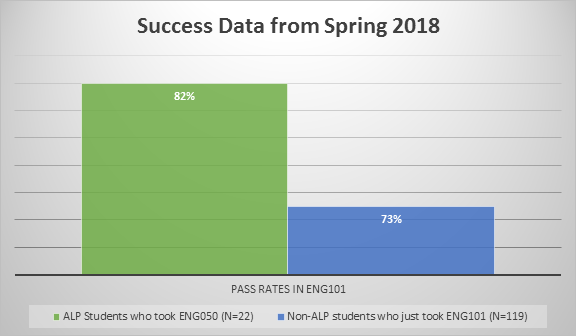 Success Data from Spring 2018
82%
73%
PASS RATES IN ENG101
ALP Students who took ENG050 (N=22) Non-ALP students who just took ENG101 (N=119)